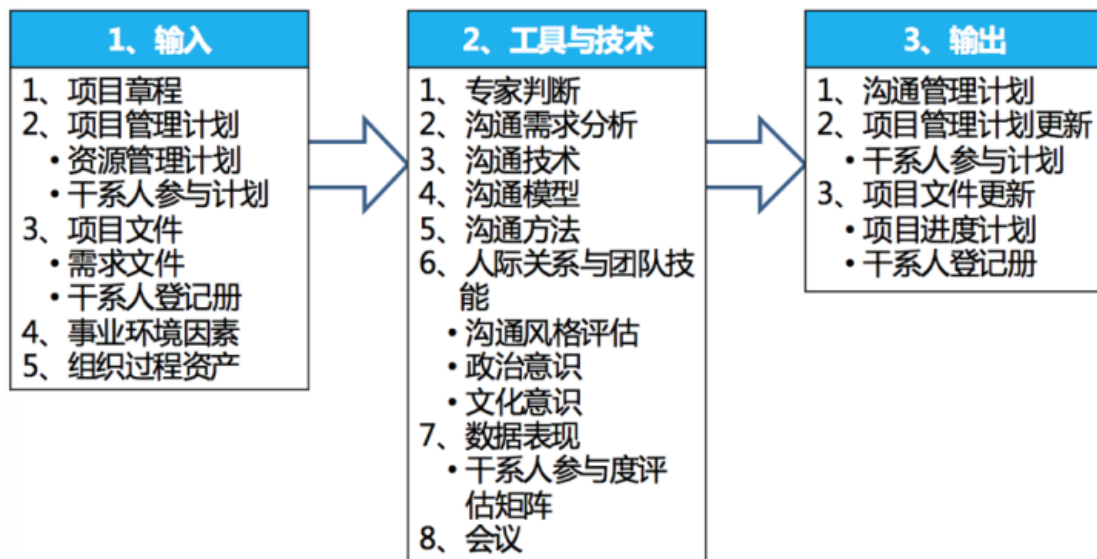 1、输入
1、项目章程
2、项目管理计划
•资源管理计划
•干系人参与计划
3、项目文件
•需求文件
•干系人登记册
4、事业环境因素
5、组织过程资产
2、工具与技术
1、专家判断
2、沟通需求分析
3、沟通技术
4、沟通模型
5、沟通方法
6、人际关系与团队技
能
•沟通风格评估
•政治意识
•文化意识
7、数据表现
•干系人参与度评
估矩阵
8、会议
3、输出
1、沟通管理计划
2、项目管理计划更新
•干系人参与计划
3、项目文件更新
•项目进度计划
•干系人登记册